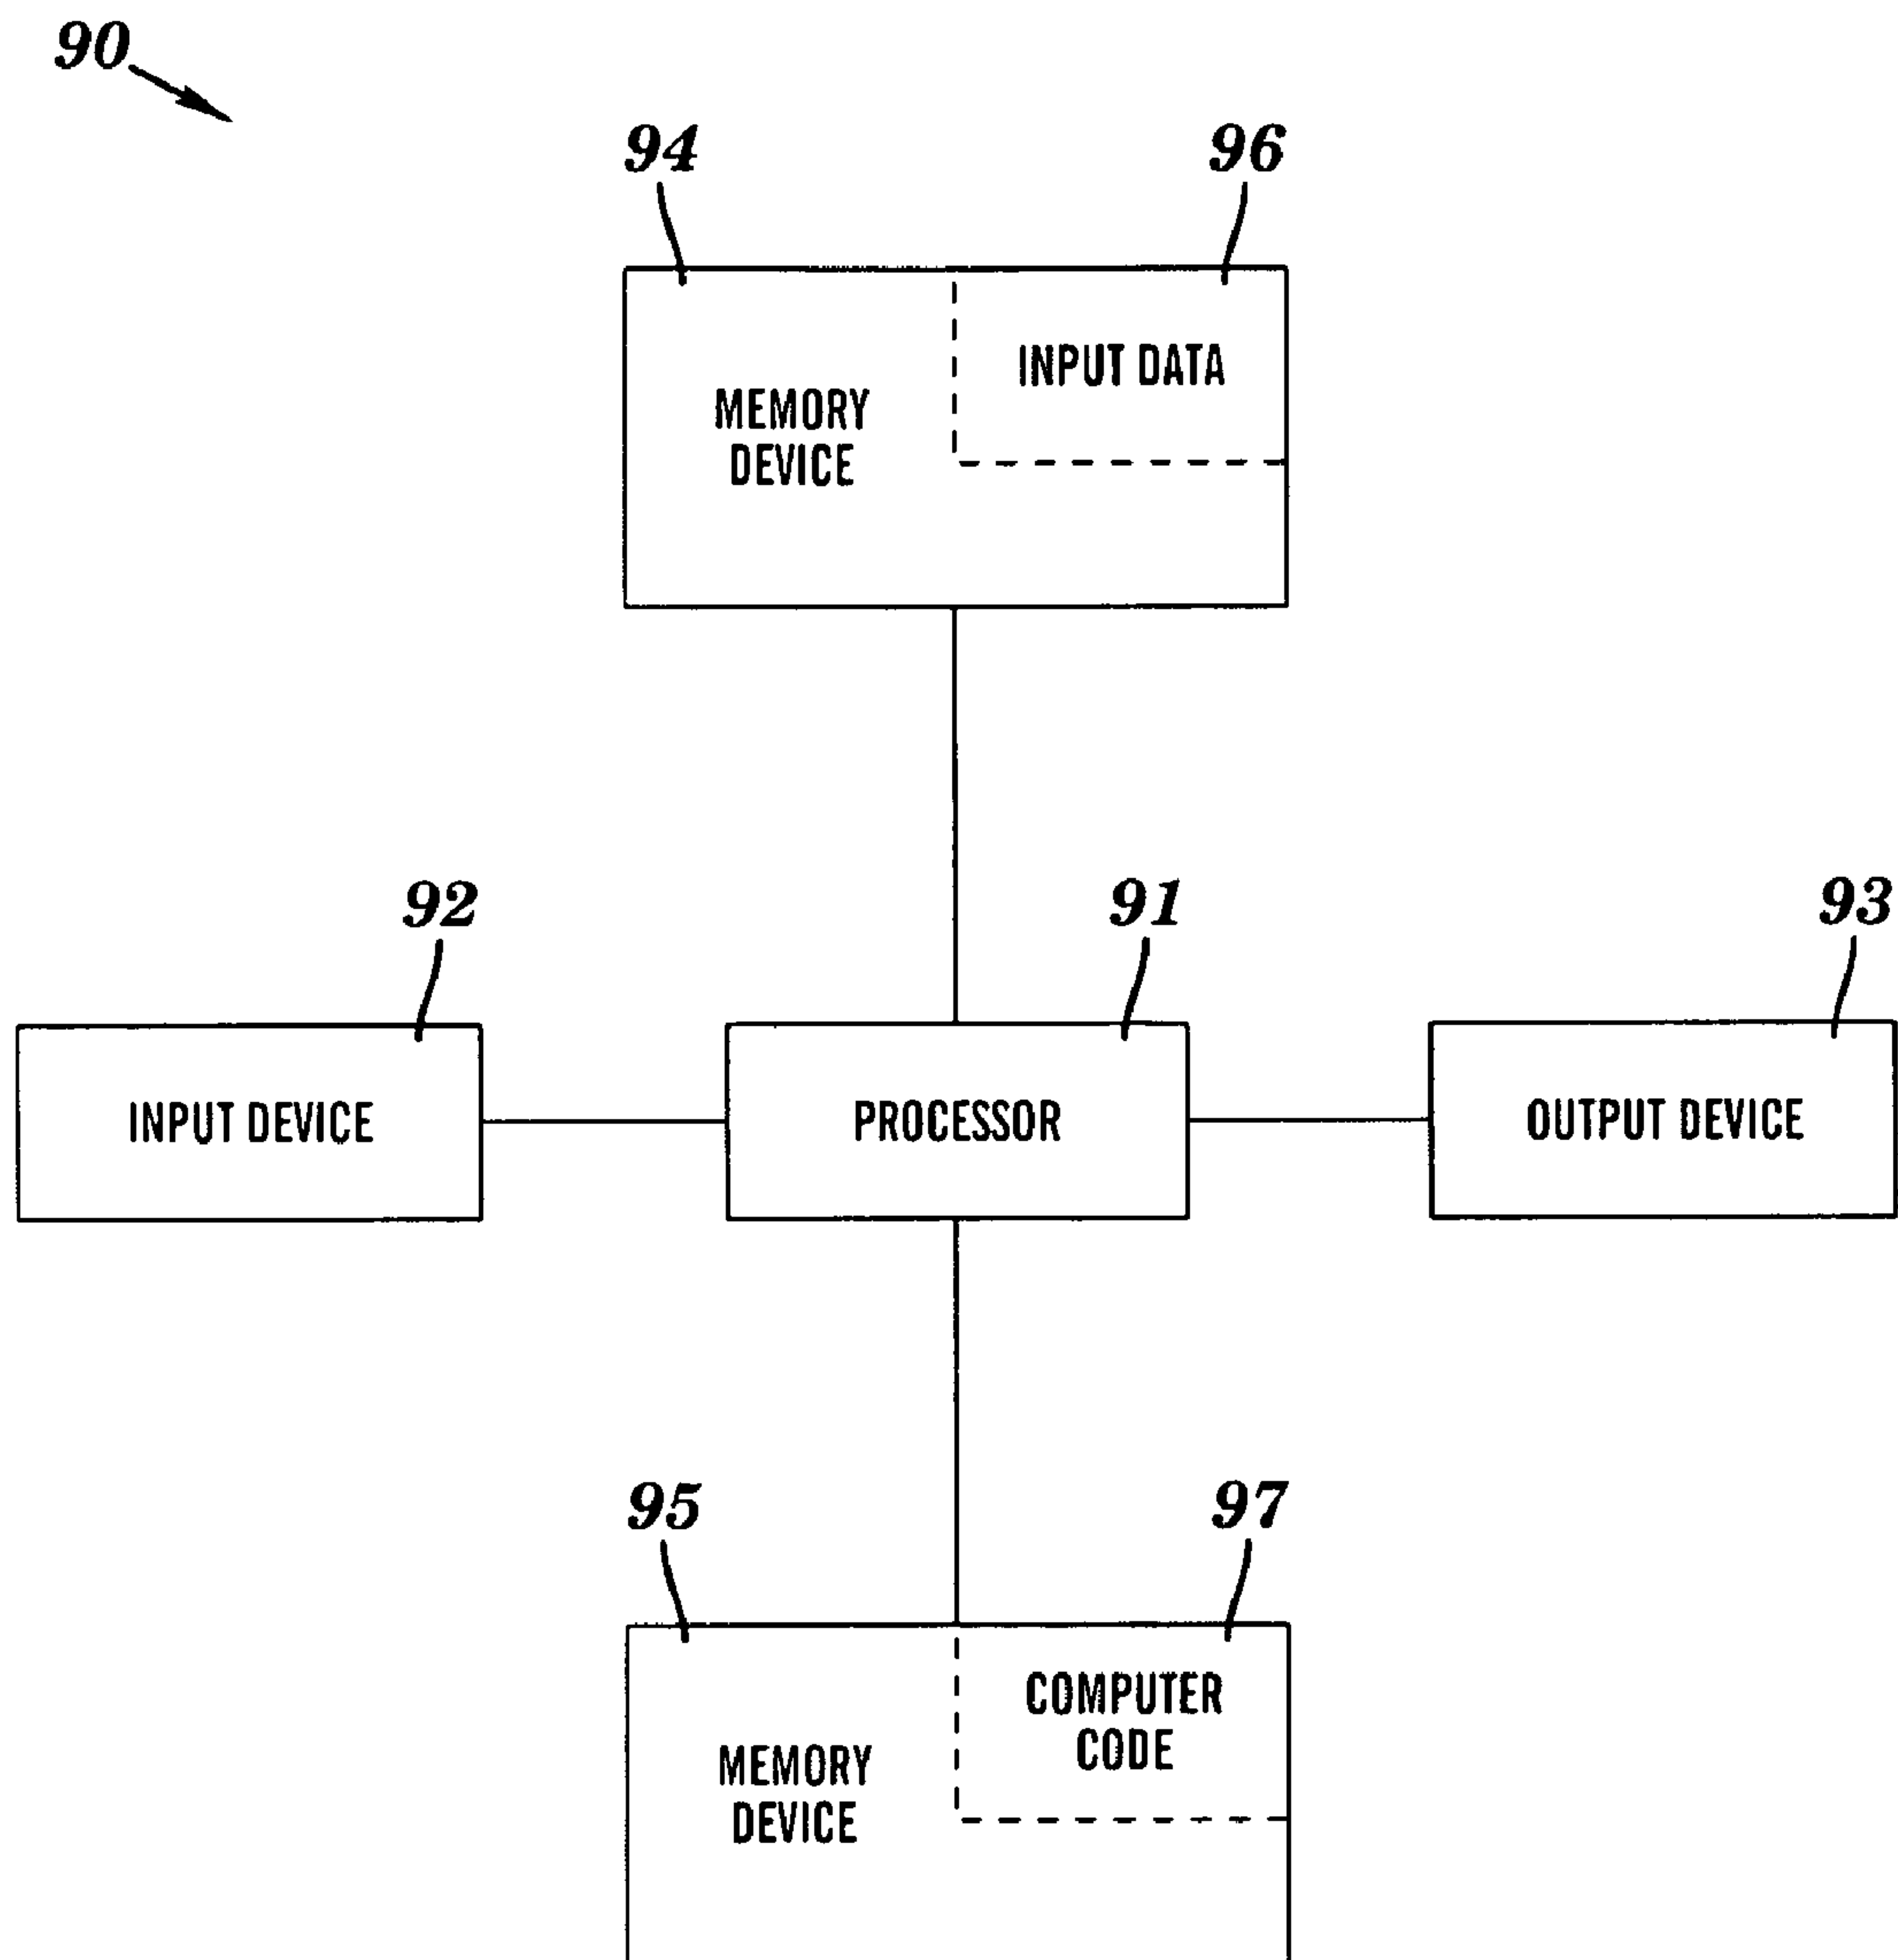 90
94
96
INPUT DATA
MEMORY
DEVICE
92
91
93
INPUT DEVICE
PROCESSOR
OUTPUT DEVICE
95
97
COMPUTER
CODE
MEMORY
DEVICE